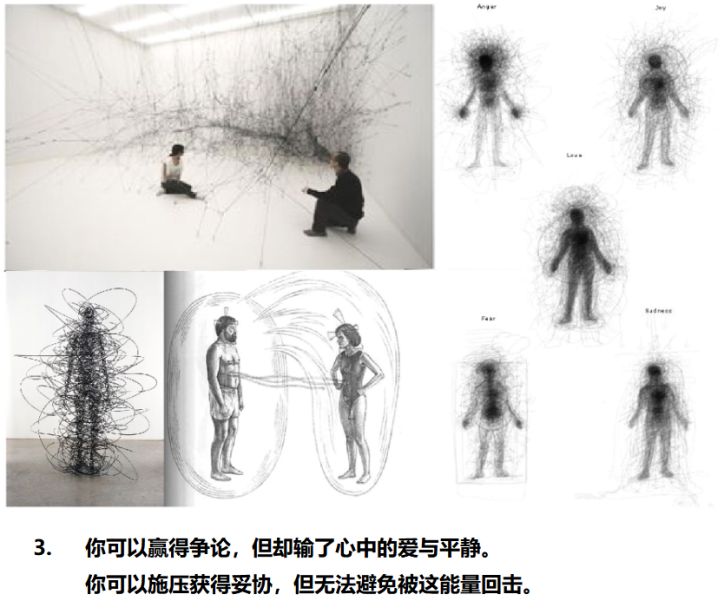 Anger
Joy
Love
Fear
Sadness
3. 你可以赢得争论，但却输了心中的爱与平静。
你可以施压获得妥协，但无法避免被这能量回击。